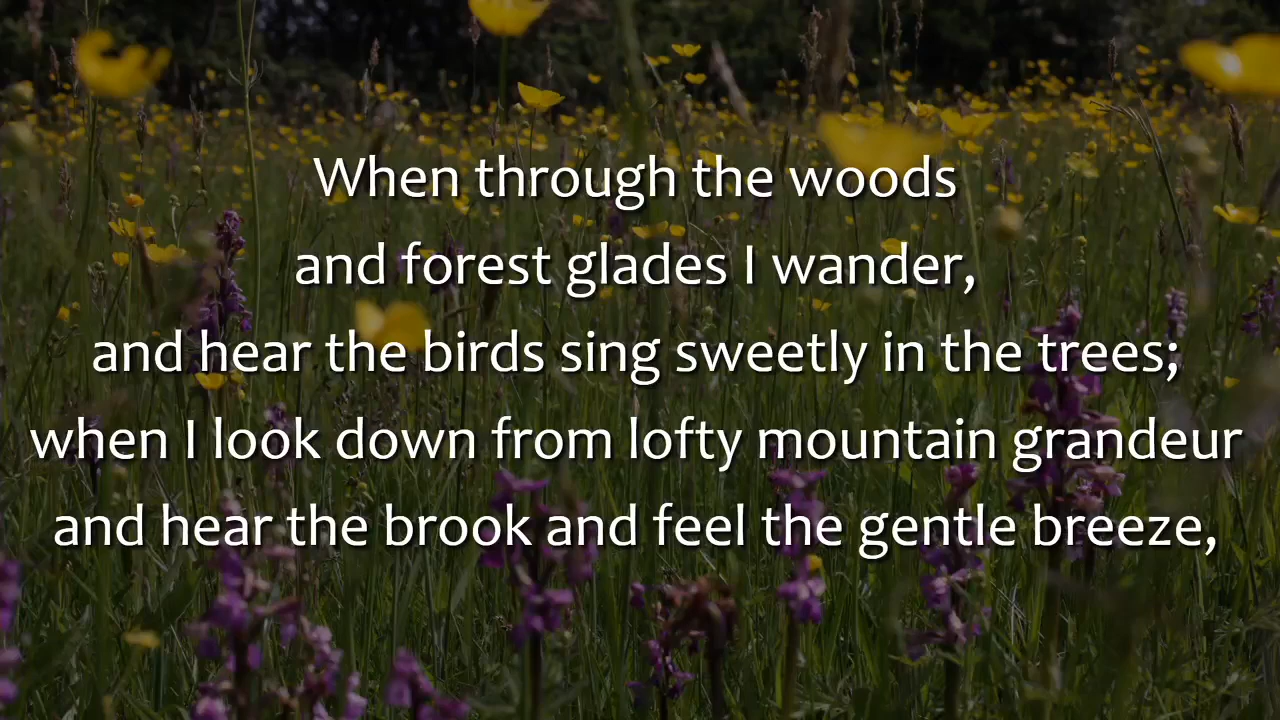 When through the woods
and forest glades I wander,
and hear the birds sing sweetly in the trees;
when I look down from lofty mountain grandeur
and hear the brook and feel the gentle breeze,